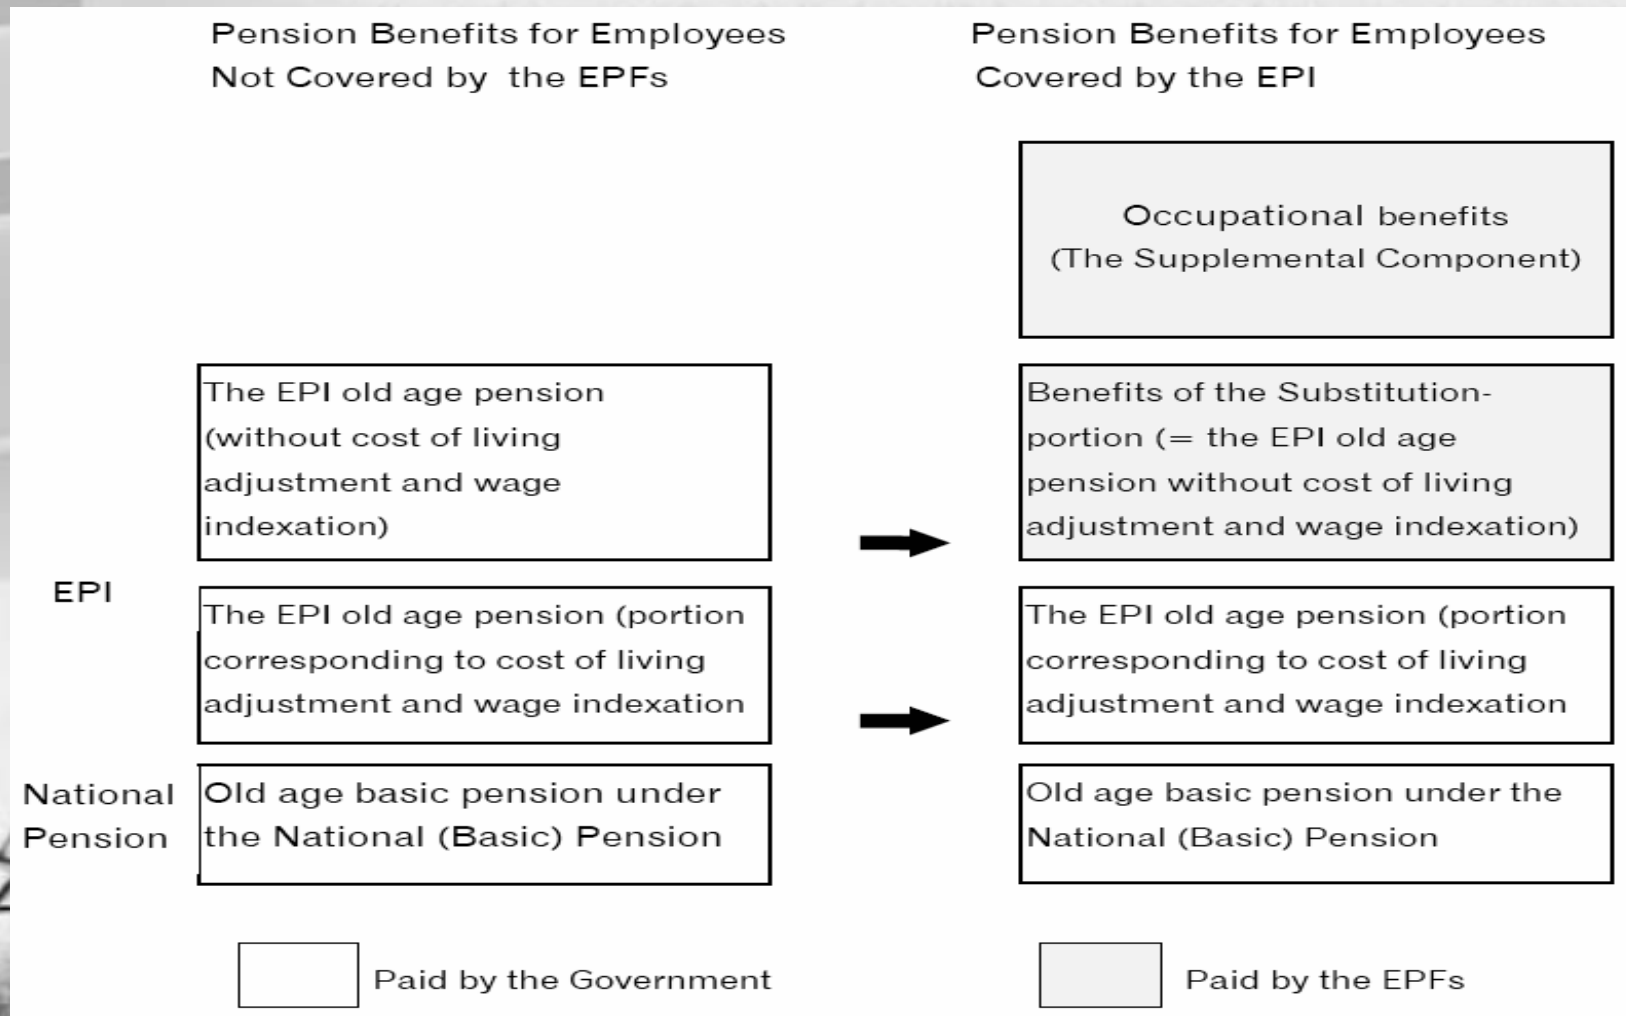 Pension Benefits for Employees
Not Covered by the EPFs
Pension Benefits for Employees
Covered by the EPI
Occupational benefits
(The Supplemental Component)
The EPI old age pension
(without cost of living
adjustment and wage
indexation)
Benefits of the Substitution-
portion (= the EPI old age
pension without cost of living
adjustment and wage indexation)
EPI
The EPI old age pension (portion
corresponding to cost of living
adjustment and wage indexation
The EPI old age pension (portion
corresponding to cost of living
adjustment and wage indexation
National
Pension
Old age basic pension under
the National (Basic) Pension
Old age basic pension under the
National (Basic) Pension
Paid by the Government
Paid by the EPFs